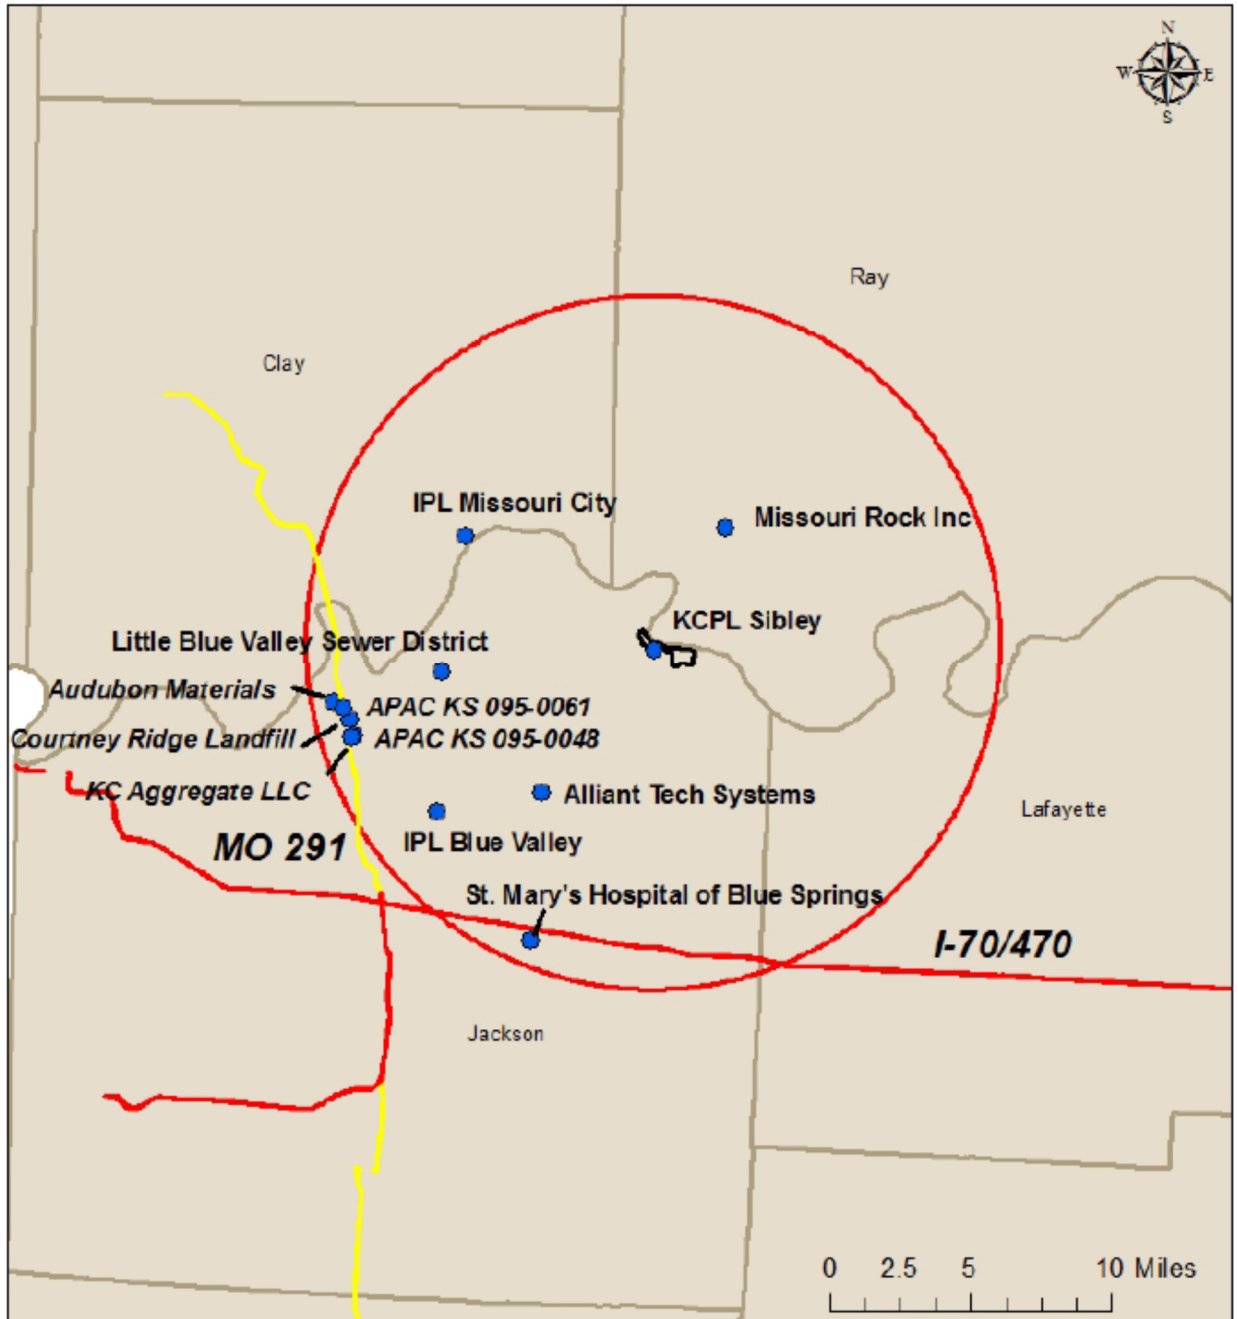 N
W E
S
Ray
Clay
IPL Missouri City
Missouri Rock Inc
KCPL Sibley
Little Blue Valley Sewer District
Audubon Materials
APAC KS 095-0061
Courtney Ridge Landfill
APAC KS 095-0048
KC Aggregate LLC
Alliant Tech Systems
Lafayette
MO 291
IPL Blue Valley
St. Mary's Hospital of Blue Springs
I-70/470
Jackson
0 2.5 5 10 Miles